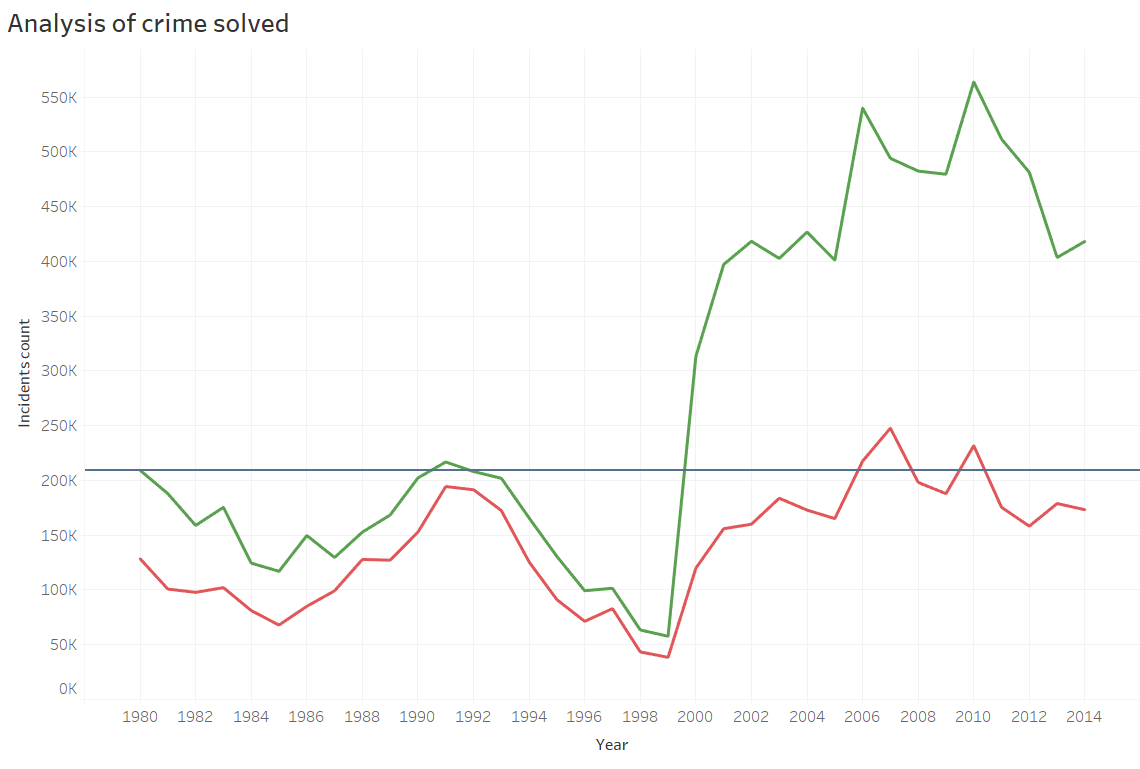 Analysis of crime solved
550K
500K
450K
400K
350K
300K
250K
200K
150K
100K
50K
0K
Incidents count
1980 1982 1984 1986 1988 1990 1992 1994 1996 1998 2000 2002 2004 2006 2008 2010 2012 2014
Year